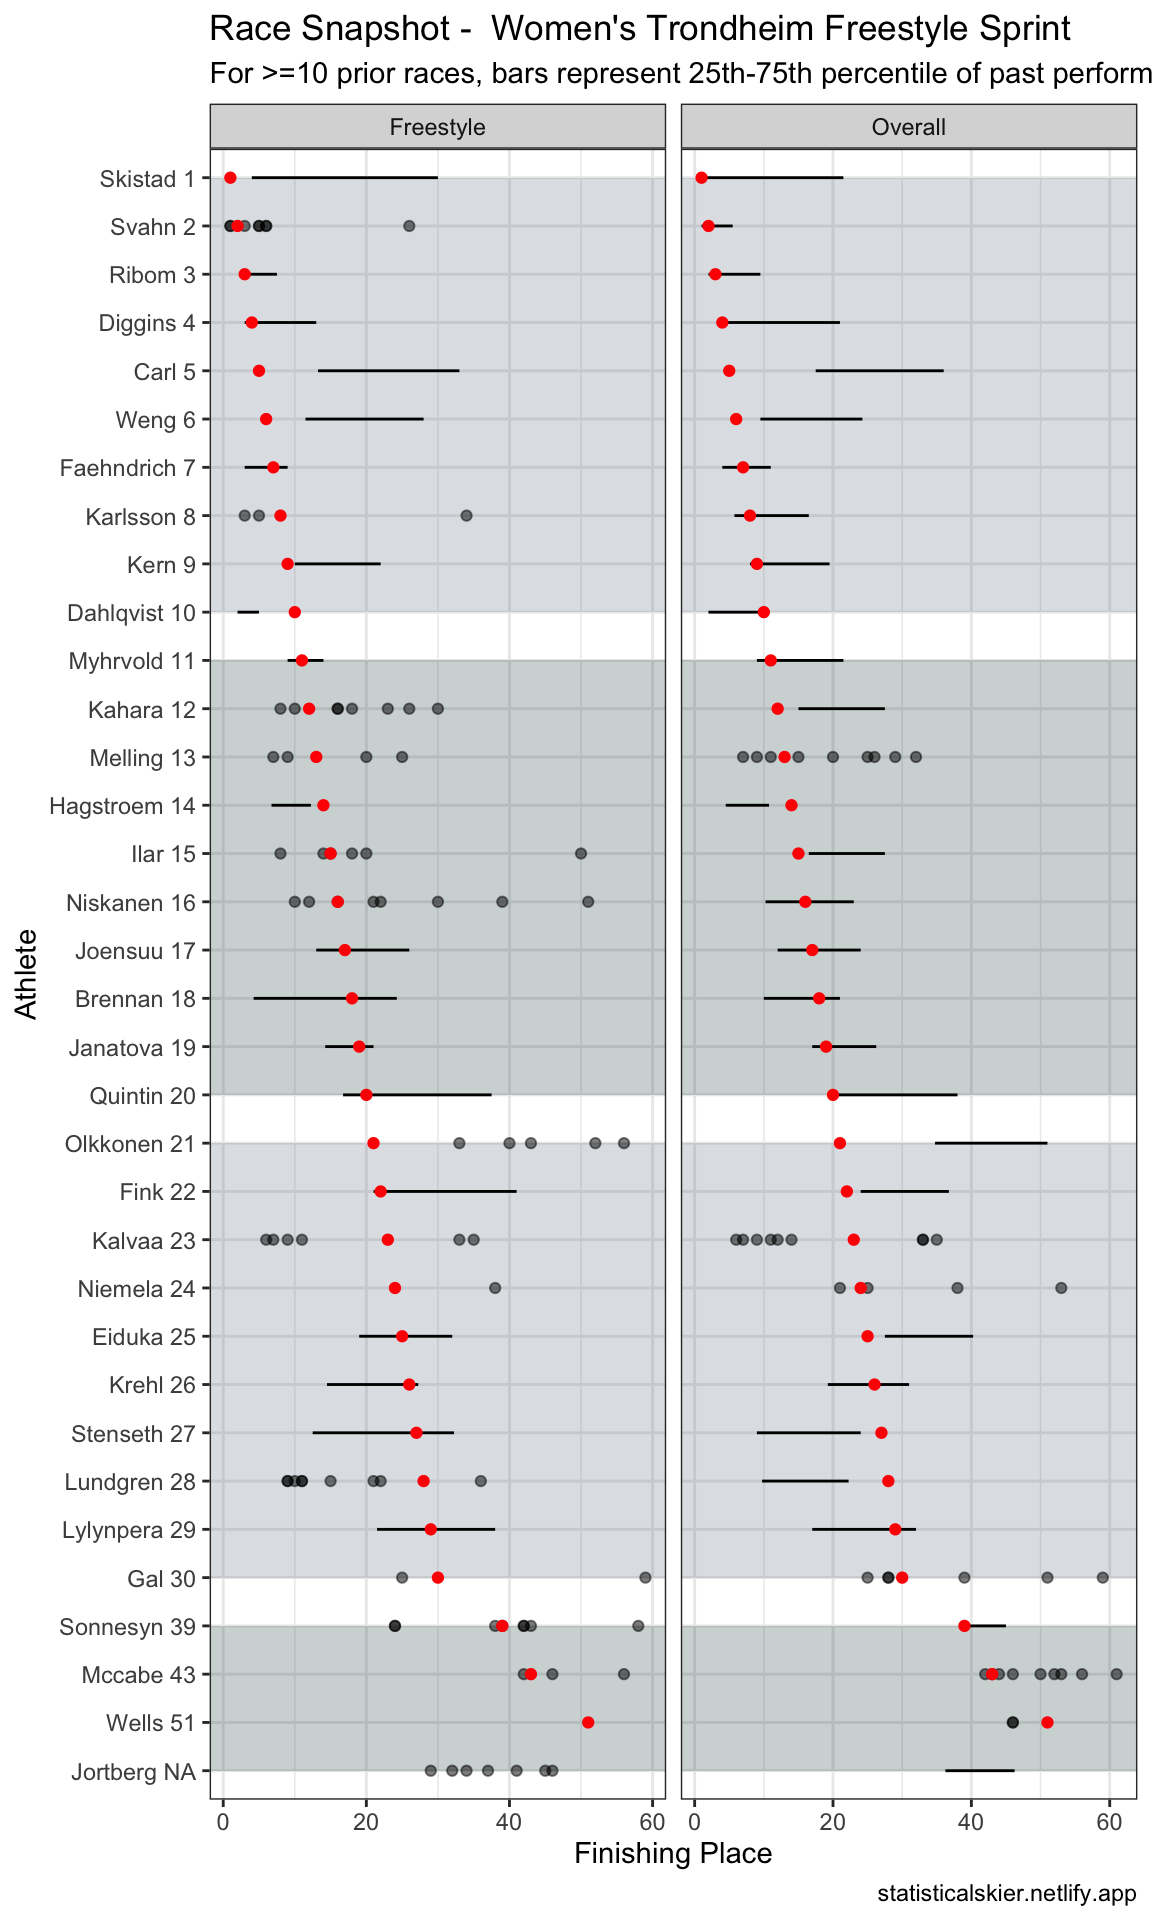 Race Snapshot -  Women's Trondheim Freestyle Sprint
For >=10 prior races, bars represent 25th-75th percentile of past perform
Freestyle
Overall
Athlete
Skistad 1
Svahn 2
Ribom 3
Diggins 4
Carl 5
Weng 6
Faehndrich 7
Karlsson 8
Kern 9
Dahlqvist 10
Myhrvold 11
Kahara 12
Melling 13
Hagstroem 14
Ilar 15
Niskanen 16
Joensuu 17
Brennan 18
Janatova 19
Quintin 20
Olkkonen 21
Fink 22
Kalvaa 23
Niemela 24
Eiduka 25
Krehl 26
Stenseth 27
Lundgren 28
Lylynpera 29
Gal 30
Sonnesyn 39
Mccabe 43
Wells 51
Jortberg NA
0 20 40 60
0 20 40 60
Finishing Place
statisticalskier.netlify.app